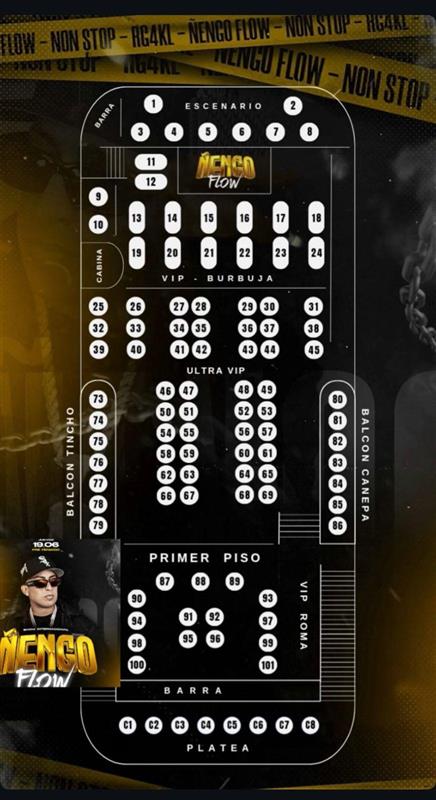 FLOW - NON STOP - RG4KL - ÑENGO FLOW - NON STOP - RG4KL -
NON STOP - RG4KL - ÑENGO FLOW - NON STOP
BARRA
1 ESCENARIO 2
3 4 5 6 7 8
11
12
ÑENGO
FLOW
9
10
13 14 15 16 17 18
19 20 21 22 23 24
CABINA
VIP - BURBUJA
25 26 27 28 29 30 31
32 33 34 35 36 37 38
39 40 41 42 43 44 45
ULTRA VIP
46 47 48 49
50 51 52 53
54 55 56 57
58 59 60 61
62 63 64 65
66 67 68 69
BALCON TINCHO
73
74
75
76
77
78
79
80
81
82
83
84
85
86
BALCON CANEPA
PRIMER PISO
87 88 89
90 93
91 92
94 97
95 96
98 99
100 101
VIP ROMA
BARRA
C1 C2 C3 C4 C5 C6 C7 C8
PLATEA
JUEVES
19.06
ÑENGO
FLOW